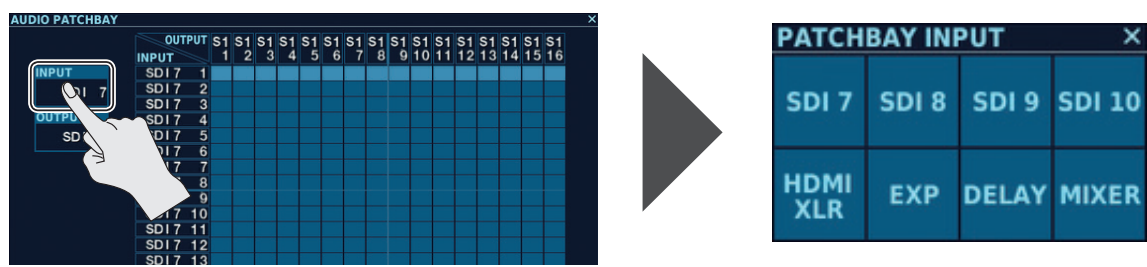 AUDIO PATCHBAY ×
OUTPUT S1 S1 S1 S1 S1 S1 S1 S1 S1 S1 S1 S1 S1 S1 S1 S1
INPUT 1 2 3 4 5 6 7 8 9 10 11 12 13 14 15 16
INPUT
SDI 7 1
SDI 7
SDI 7 2
SDI 7 3
OUTPU
SDI 7 4
SD
SDI 7 5
6
7
8
9
10
SDI 7 11
SDI 7 12
SDI 7 13
PATCHBAY INPUT ×
SDI 7 SDI 8 SDI 9 SDI 10
HDMI
XLR EXP DELAY MIXER